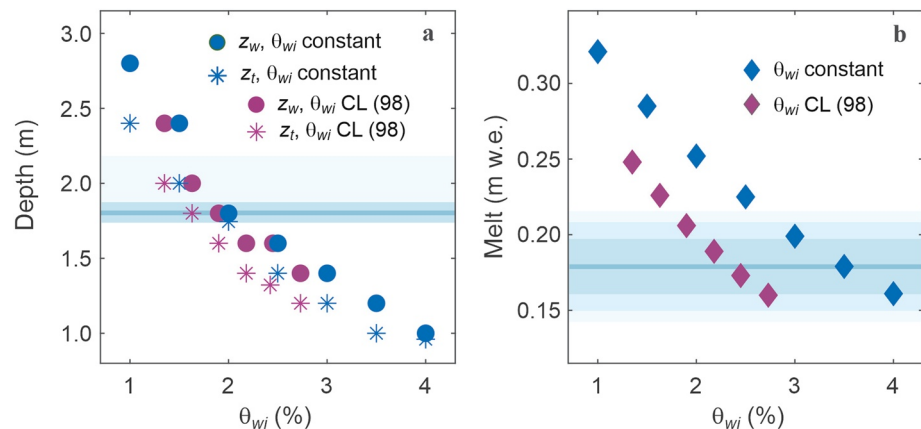 a
z_w, θ_wi constant
z_t, θ_wi constant
z_w, θ_wi CL (98)
z_t, θ_wi CL (98)
3.0
2.5
2.0
1.5
1.0
Depth (m)
1 2 3 4
θ_wi (%)
b
θ_wi constant
θ_wi CL (98)
0.30
0.25
0.20
0.15
Melt (m w.e.)
1 2 3 4
θ_wi (%)